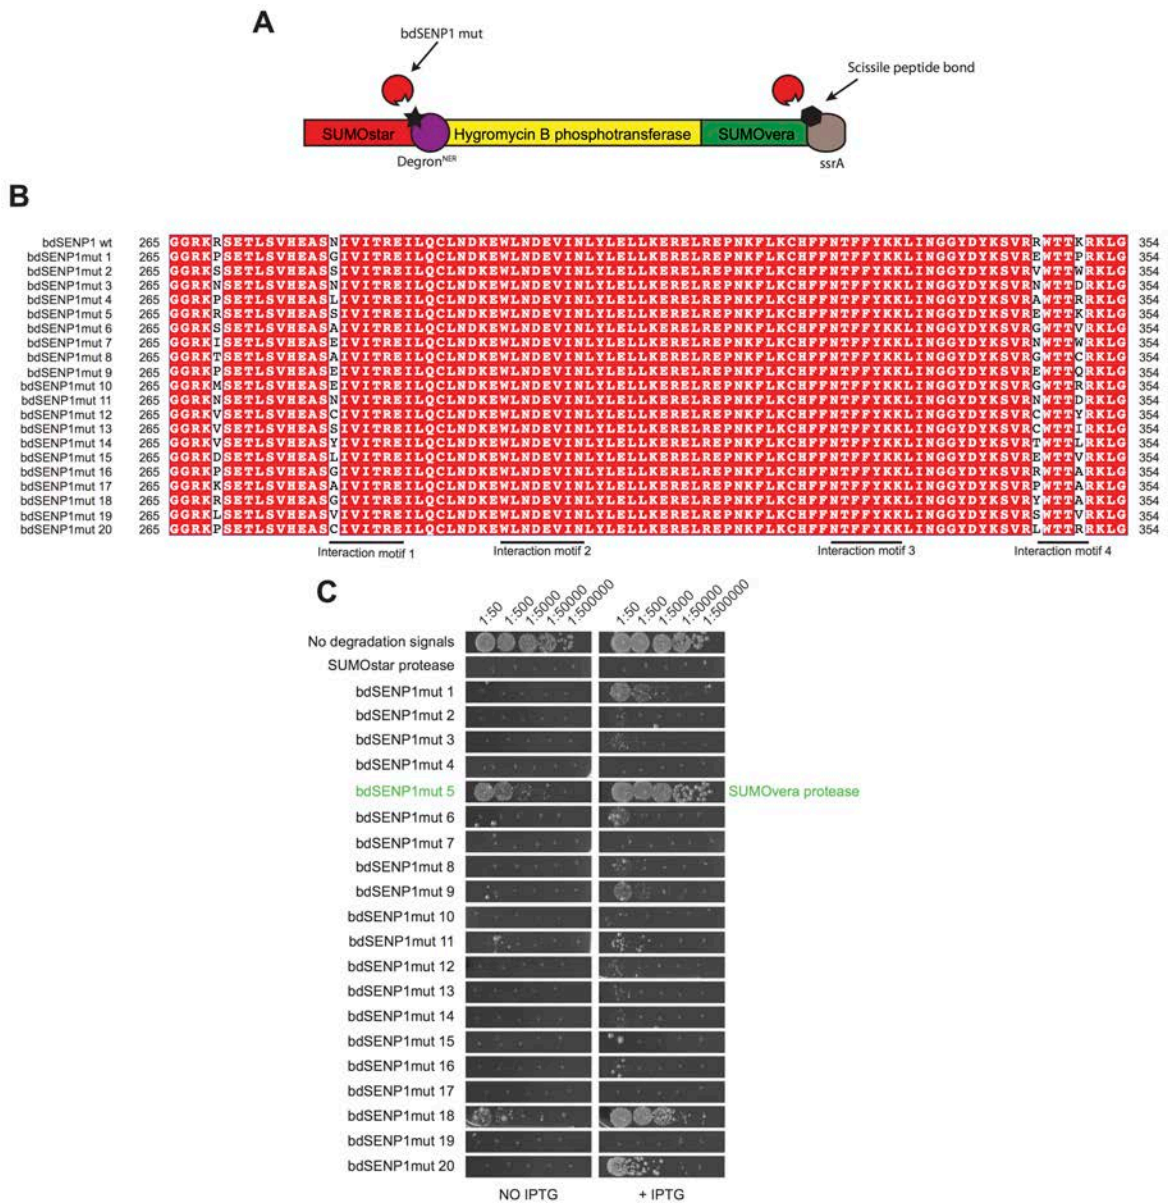 A
bdSENP1 mut
Scissile peptide bond
SUMOstar
Hygromycin B phosphotransferase
SUMOvera
Degron^NER
ssrA
B
bdSENP1 wt 265 GGRKRSETLSVHEASNIVITREILQCLNDKEWLNDEVINLYLELLKERELREPNKFLKCHFFNTFFYKKLINGGYDYKSVRRWTTKRKLG 354
bdSENP1mut 1 265 GGRKPSETLSVHEASGIVITREILQCLNDKEWLNDEVINLYLELLKERELREPNKFLKCHFFNTFFYKKLINGGYDYKSVREWTTPRKLG 354
bdSENP1mut 2 265 GGRKSSETLSVHEASSIVITREILQCLNDKEWLNDEVINLYLELLKERELREPNKFLKCHFFNTFFYKKLINGGYDYKSVRVWTTWRKLG 354
bdSENP1mut 3 265 GGRKNSETLSVHEASNIVITREILQCLNDKEWLNDEVINLYLELLKERELREPNKFLKCHFFNTFFYKKLINGGYDYKSVRNWTTDRKLG 354
bdSENP1mut 4 265 GGRKPSETLSVHEASLIVITREILQCLNDKEWLNDEVINLYLELLKERELREPNKFLKCHFFNTFFYKKLINGGYDYKSVRAWTTRRKLG 354
bdSENP1mut 5 265 GGRKRSETLSVHEASSIVITREILQCLNDKEWLNDEVINLYLELLKERELREPNKFLKCHFFNTFFYKKLINGGYDYKSVREWTTKRKLG 354
bdSENP1mut 6 265 GGRKSSETLSVHEASAIVITREILQCLNDKEWLNDEVINLYLELLKERELREPNKFLKCHFFNTFFYKKLINGGYDYKSVRGWTTVRKLG 354
bdSENP1mut 7 265 GGRKISETLSVHEASEIVITREILQCLNDKEWLNDEVINLYLELLKERELREPNKFLKCHFFNTFFYKKLINGGYDYKSVRNWTTWRKLG 354
bdSENP1mut 8 265 GGRKTSETLSVHEASAIVITREILQCLNDKEWLNDEVINLYLELLKERELREPNKFLKCHFFNTFFYKKLINGGYDYKSVRGWTTCRKLG 354
bdSENP1mut 9 265 GGRKPSETLSVHEASEIVITREILQCLNDKEWLNDEVINLYLELLKERELREPNKFLKCHFFNTFFYKKLINGGYDYKSVREWTTQRKLG 354
bdSENP1mut 10 265 GGRKMSETLSVHEASEIVITREILQCLNDKEWLNDEVINLYLELLKERELREPNKFLKCHFFNTFFYKKLINGGYDYKSVRGWTTRRKLG 354
bdSENP1mut 11 265 GGRKNSETLSVHEASNIVITREILQCLNDKEWLNDEVINLYLELLKERELREPNKFLKCHFFNTFFYKKLINGGYDYKSVRNWTTDRKLG 354
bdSENP1mut 12 265 GGRKVSETLSVHEASCIVITREILQCLNDKEWLNDEVINLYLELLKERELREPNKFLKCHFFNTFFYKKLINGGYDYKSVRCWTTYRKLG 354
bdSENP1mut 13 265 GGRKVSETLSVHEASSIVITREILQCLNDKEWLNDEVINLYLELLKERELREPNKFLKCHFFNTFFYKKLINGGYDYKSVRCWTTIRKLG 354
bdSENP1mut 14 265 GGRKVSETLSVHEASYIVITREILQCLNDKEWLNDEVINLYLELLKERELREPNKFLKCHFFNTFFYKKLINGGYDYKSVRTWTTLRKLG 354
bdSENP1mut 15 265 GGRKDSETLSVHEASLIVITREILQCLNDKEWLNDEVINLYLELLKERELREPNKFLKCHFFNTFFYKKLINGGYDYKSVREWTTVRKLG 354
bdSENP1mut 16 265 GGRKPSETLSVHEASGIVITREILQCLNDKEWLNDEVINLYLELLKERELREPNKFLKCHFFNTFFYKKLINGGYDYKSVRRWTTARKLG 354
bdSENP1mut 17 265 GGRKKSETLSVHEASAIVITREILQCLNDKEWLNDEVINLYLELLKERELREPNKFLKCHFFNTFFYKKLINGGYDYKSVRPWTTARKLG 354
bdSENP1mut 18 265 GGRKRSETLSVHEASGIVITREILQCLNDKEWLNDEVINLYLELLKERELREPNKFLKCHFFNTFFYKKLINGGYDYKSVRYWTTARKLG 354
bdSENP1mut 19 265 GGRKLSETLSVHEASVIVITREILQCLNDKEWLNDEVINLYLELLKERELREPNKFLKCHFFNTFFYKKLINGGYDYKSVRSWTTVRKLG 354
bdSENP1mut 20 265 GGRKPSETLSVHEASCIVITREILQCLNDKEWLNDEVINLYLELLKERELREPNKFLKCHFFNTFFYKKLINGGYDYKSVRLWTTRRKLG 354
Interaction motif 1 Interaction motif 2 Interaction motif 3 Interaction motif 4
C
1:50 1:500 1:5000 1:50000 1:500000 1:50 1:500 1:5000 1:50000 1:500000
No degradation signals
SUMOstar protease
bdSENP1mut 1
bdSENP1mut 2
bdSENP1mut 3
bdSENP1mut 4
bdSENP1mut 5 SUMOvera protease
bdSENP1mut 6
bdSENP1mut 7
bdSENP1mut 8
bdSENP1mut 9
bdSENP1mut 10
bdSENP1mut 11
bdSENP1mut 12
bdSENP1mut 13
bdSENP1mut 14
bdSENP1mut 15
bdSENP1mut 16
bdSENP1mut 17
bdSENP1mut 18
bdSENP1mut 19
bdSENP1mut 20
NO IPTG + IPTG